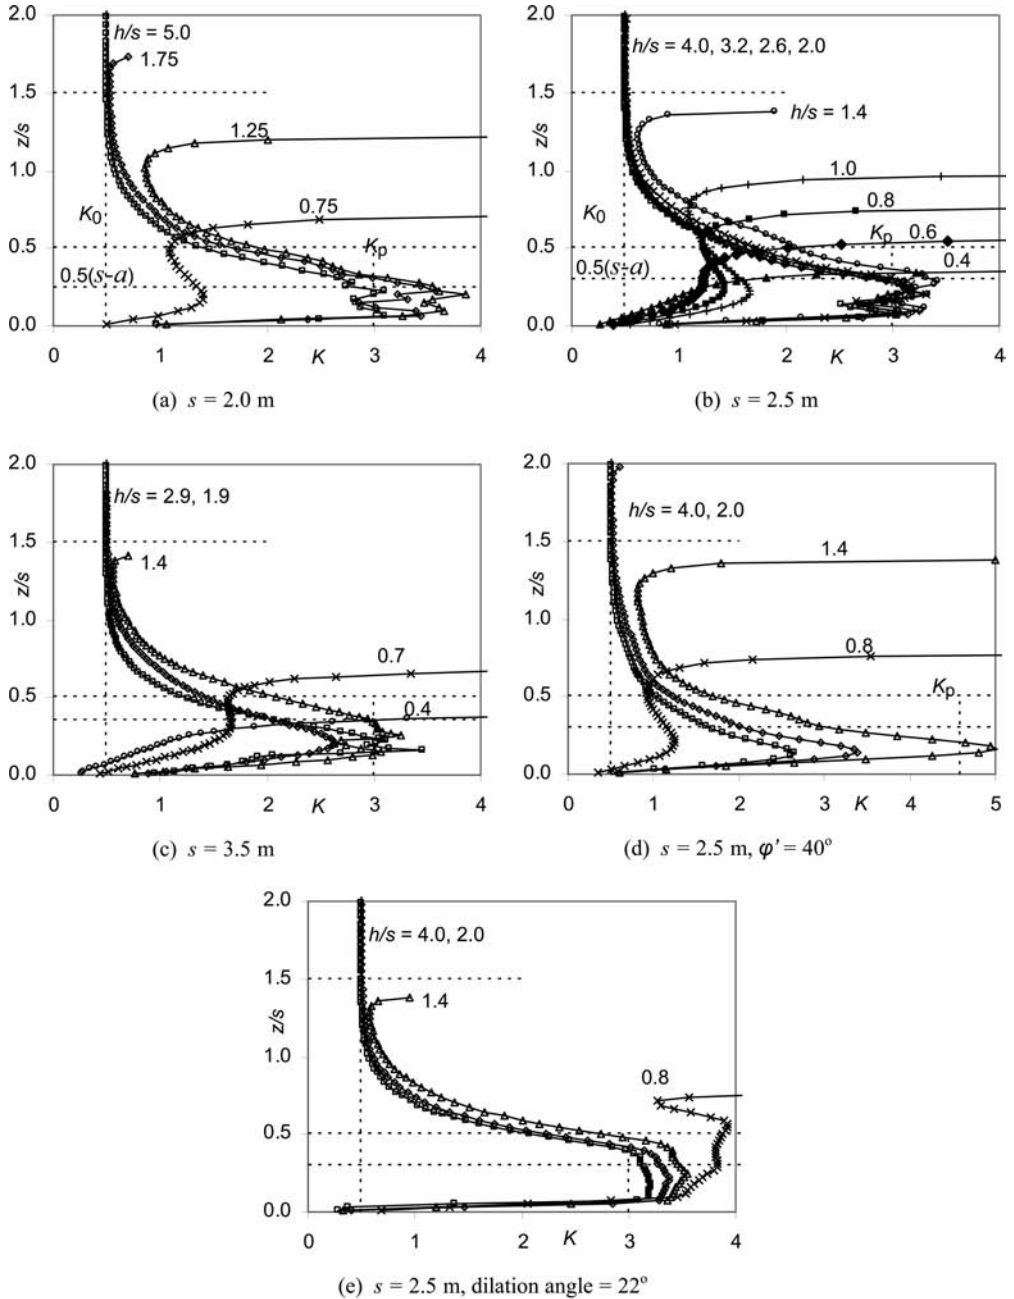 2.0
h/s = 5.0
1.75
1.5
z/s
1.25
1.0
0.75
K0
Kp
0.5
0.5(s-a)
0.0
0 1 2 K 3 4
(a) s = 2.0 m
2.0
h/s = 4.0, 3.2, 2.6, 2.0
1.5
h/s = 1.4
z/s
1.0
1.0
0.8
K0
Kp 0.6
0.5
0.5(s-a)
0.4
0.0
0 1 2 K 3 4
(b) s = 2.5 m
2.0
h/s = 2.9, 1.9
1.5
1.4
z/s
1.0
0.7
0.5
0.4
0.0
0 1 2 K 3 4
(c) s = 3.5 m
2.0
h/s = 4.0, 2.0
1.5
1.4
z/s
1.0
0.8
Kp
0.5
0.0
0 1 2 3 K 4 5
(d) s = 2.5 m, φ’ = 40°
2.0
h/s = 4.0, 2.0
1.5
1.4
z/s
1.0
0.8
0.5
0.0
0 1 2 K 3 4
(e) s = 2.5 m, dilation angle = 22°